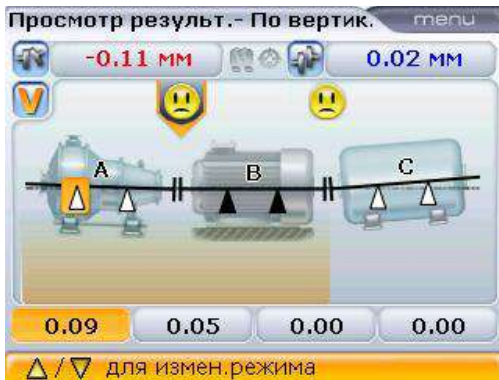 Просмотр результ.- По вертик. menu
-0.11 мм 0.02 мм
V
A B C
0.09 0.05 0.00 0.00
△/▽ для измен.режима